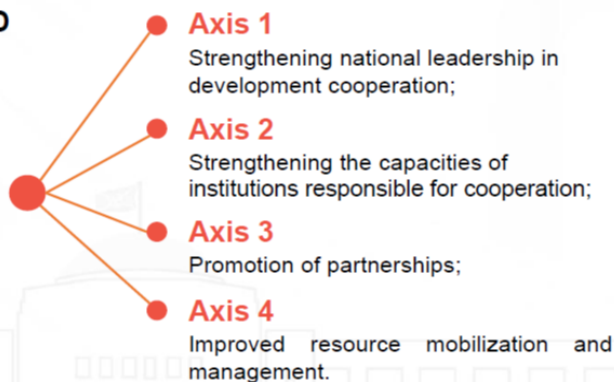 Axis 1
Strengthening national leadership in
development cooperation;
Axis 2
Strengthening the capacities of
institutions responsible for cooperation;
Axis 3
Promotion of partnerships;
Axis 4
Improved resource mobilization and
management.